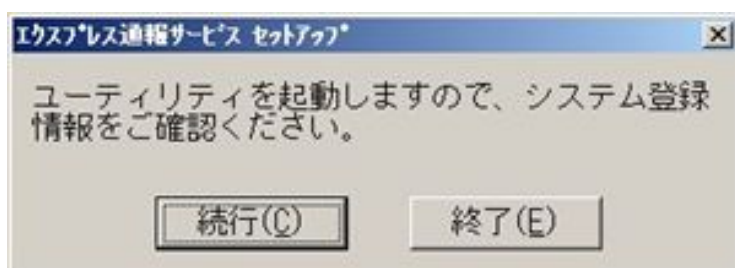 ｴｸｽﾌﾟﾚｽ通報ｻｰﾋﾞｽ ｾｯﾄｱｯﾌﾟ
ユーティリティを起動しますので、システム登録
情報をご確認ください。
続行(C) 終了(E)